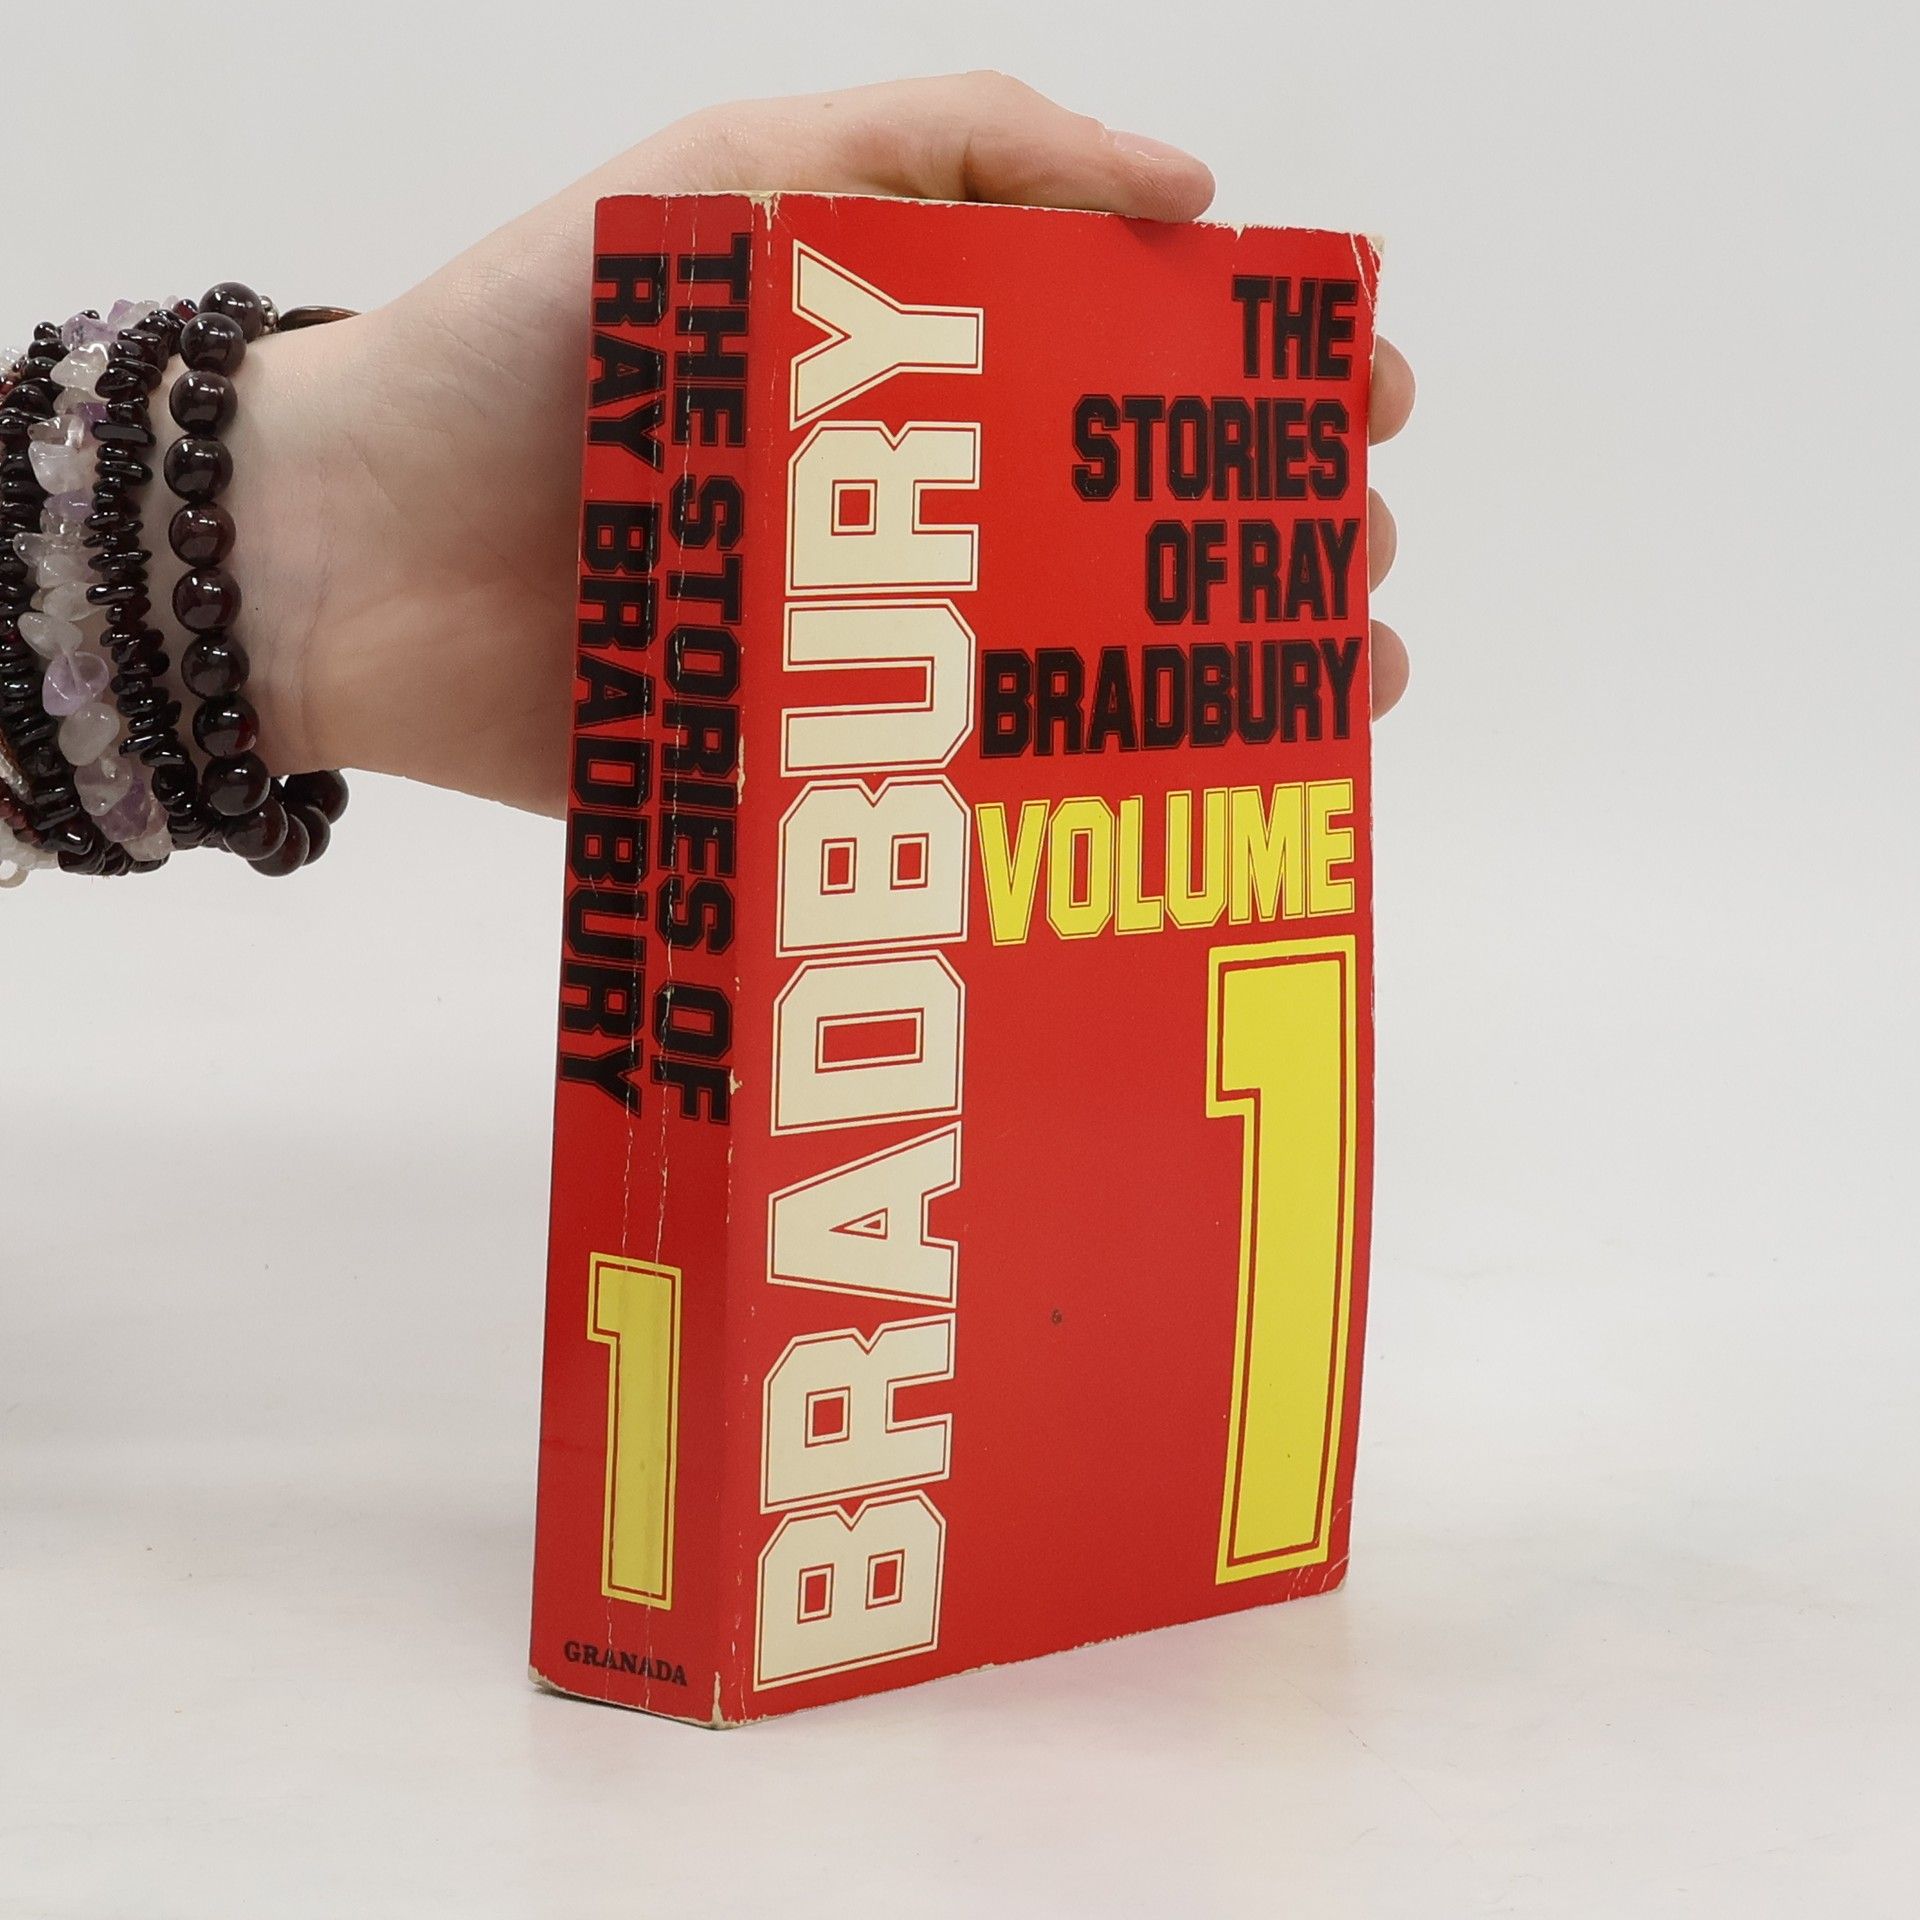 THE STORIES OF
RAY BRADBURY
1
GRANADA
BRADBURY
THE
STORIES
OF RAY
BRADBURY
VOLUME
1